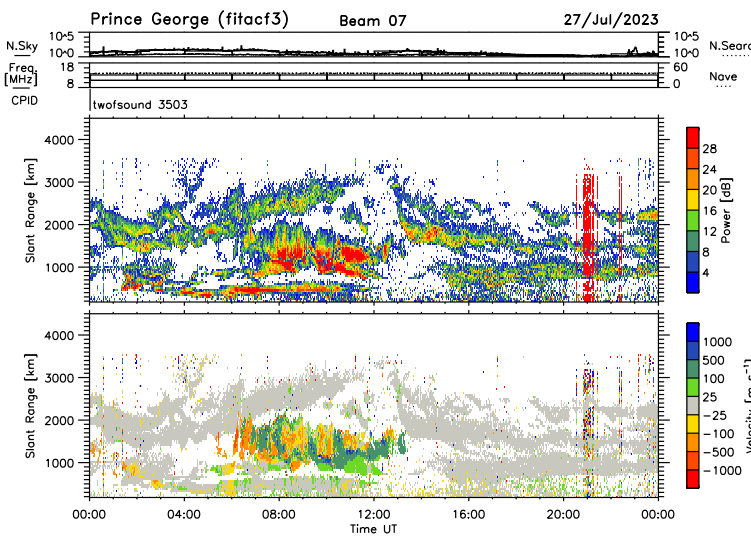 Prince George (fitacf3) Beam 07 27/Jul/2023
N.Sky 10^5 10^0 10^5 10^0 N.Sear
Freq [MHz] 18 8 60 0 Nave
CPID twofsound 3503
Slant Range [km] 4000 3000 2000 1000
28 24 20 16 12 8 4 Power [dB]
Slant Range [km] 4000 3000 2000 1000
1000 500 100 25 -25 -100 -500 -1000 Velocity [m s⁻¹]
00:00 04:00 08:00 12:00 16:00 20:00 00:00
Time UT